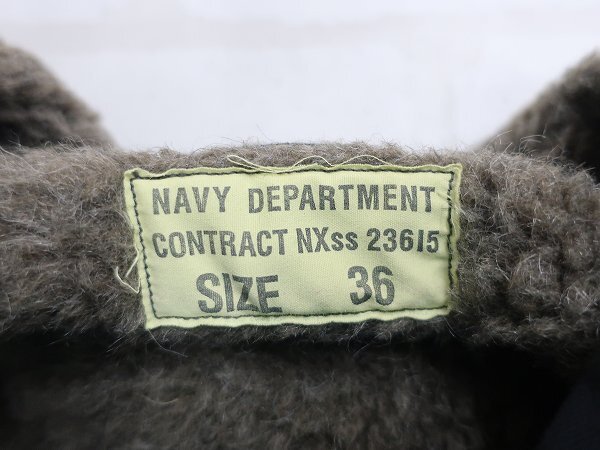 NAVY DEPARTMENT
CONTRACT NXss 23615
SIZE 36